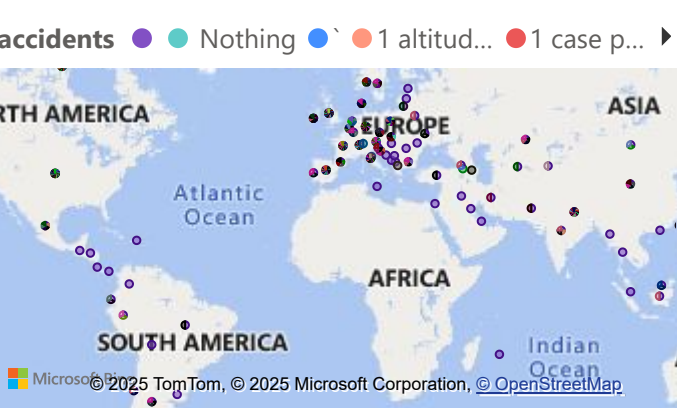 accidents Nothing ` 1 altitud... 1 case p...
RTH AMERICA
EUROPE
ASIA
Atlantic
Ocean
AFRICA
SOUTH AMERICA
Indian
Ocean
Microsoft Bing
© 2025 TomTom, © 2025 Microsoft Corporation, © OpenStreetMap